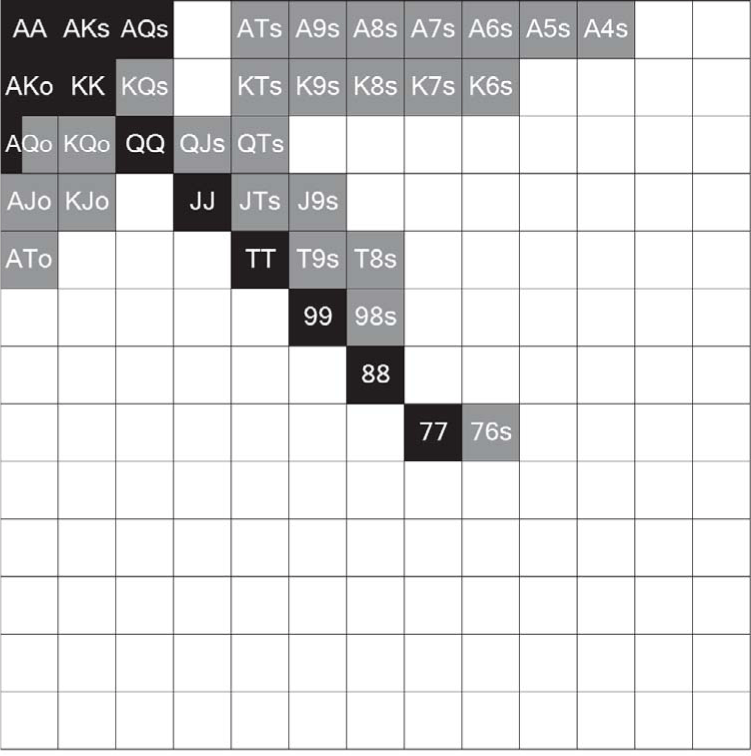 AA AKs AQs ATs A9s A8s A7s A6s A5s A4s
AKo KK KQs KTs K9s K8s K7s K6s
AQo KQo QQ QJs QTs
AJo KJo JJ JTs J9s
ATo TT T9s T8s
99 98s
88
77 76s